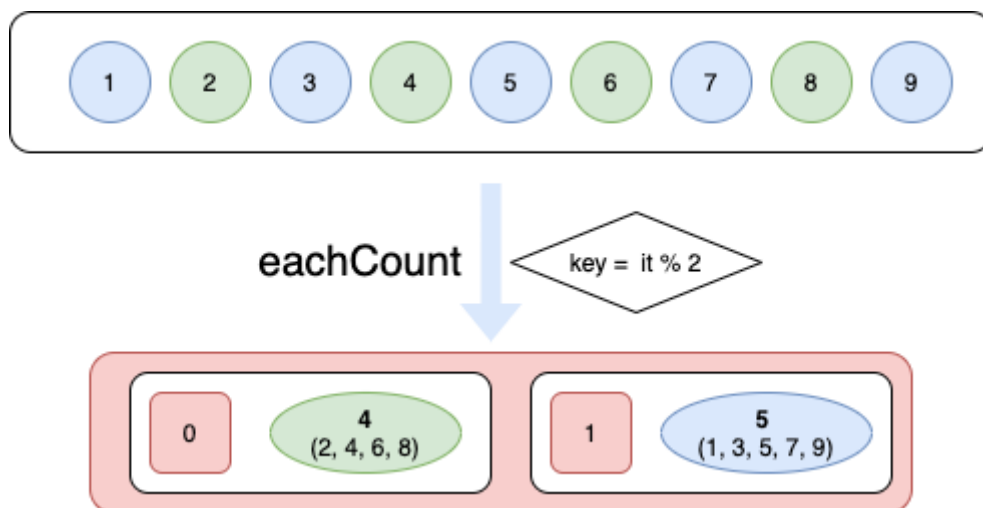 1 2 3 4 5 6 7 8 9
eachCount
key = it % 2
0
4
(2, 4, 6, 8)
1
5
(1, 3, 5, 7, 9)